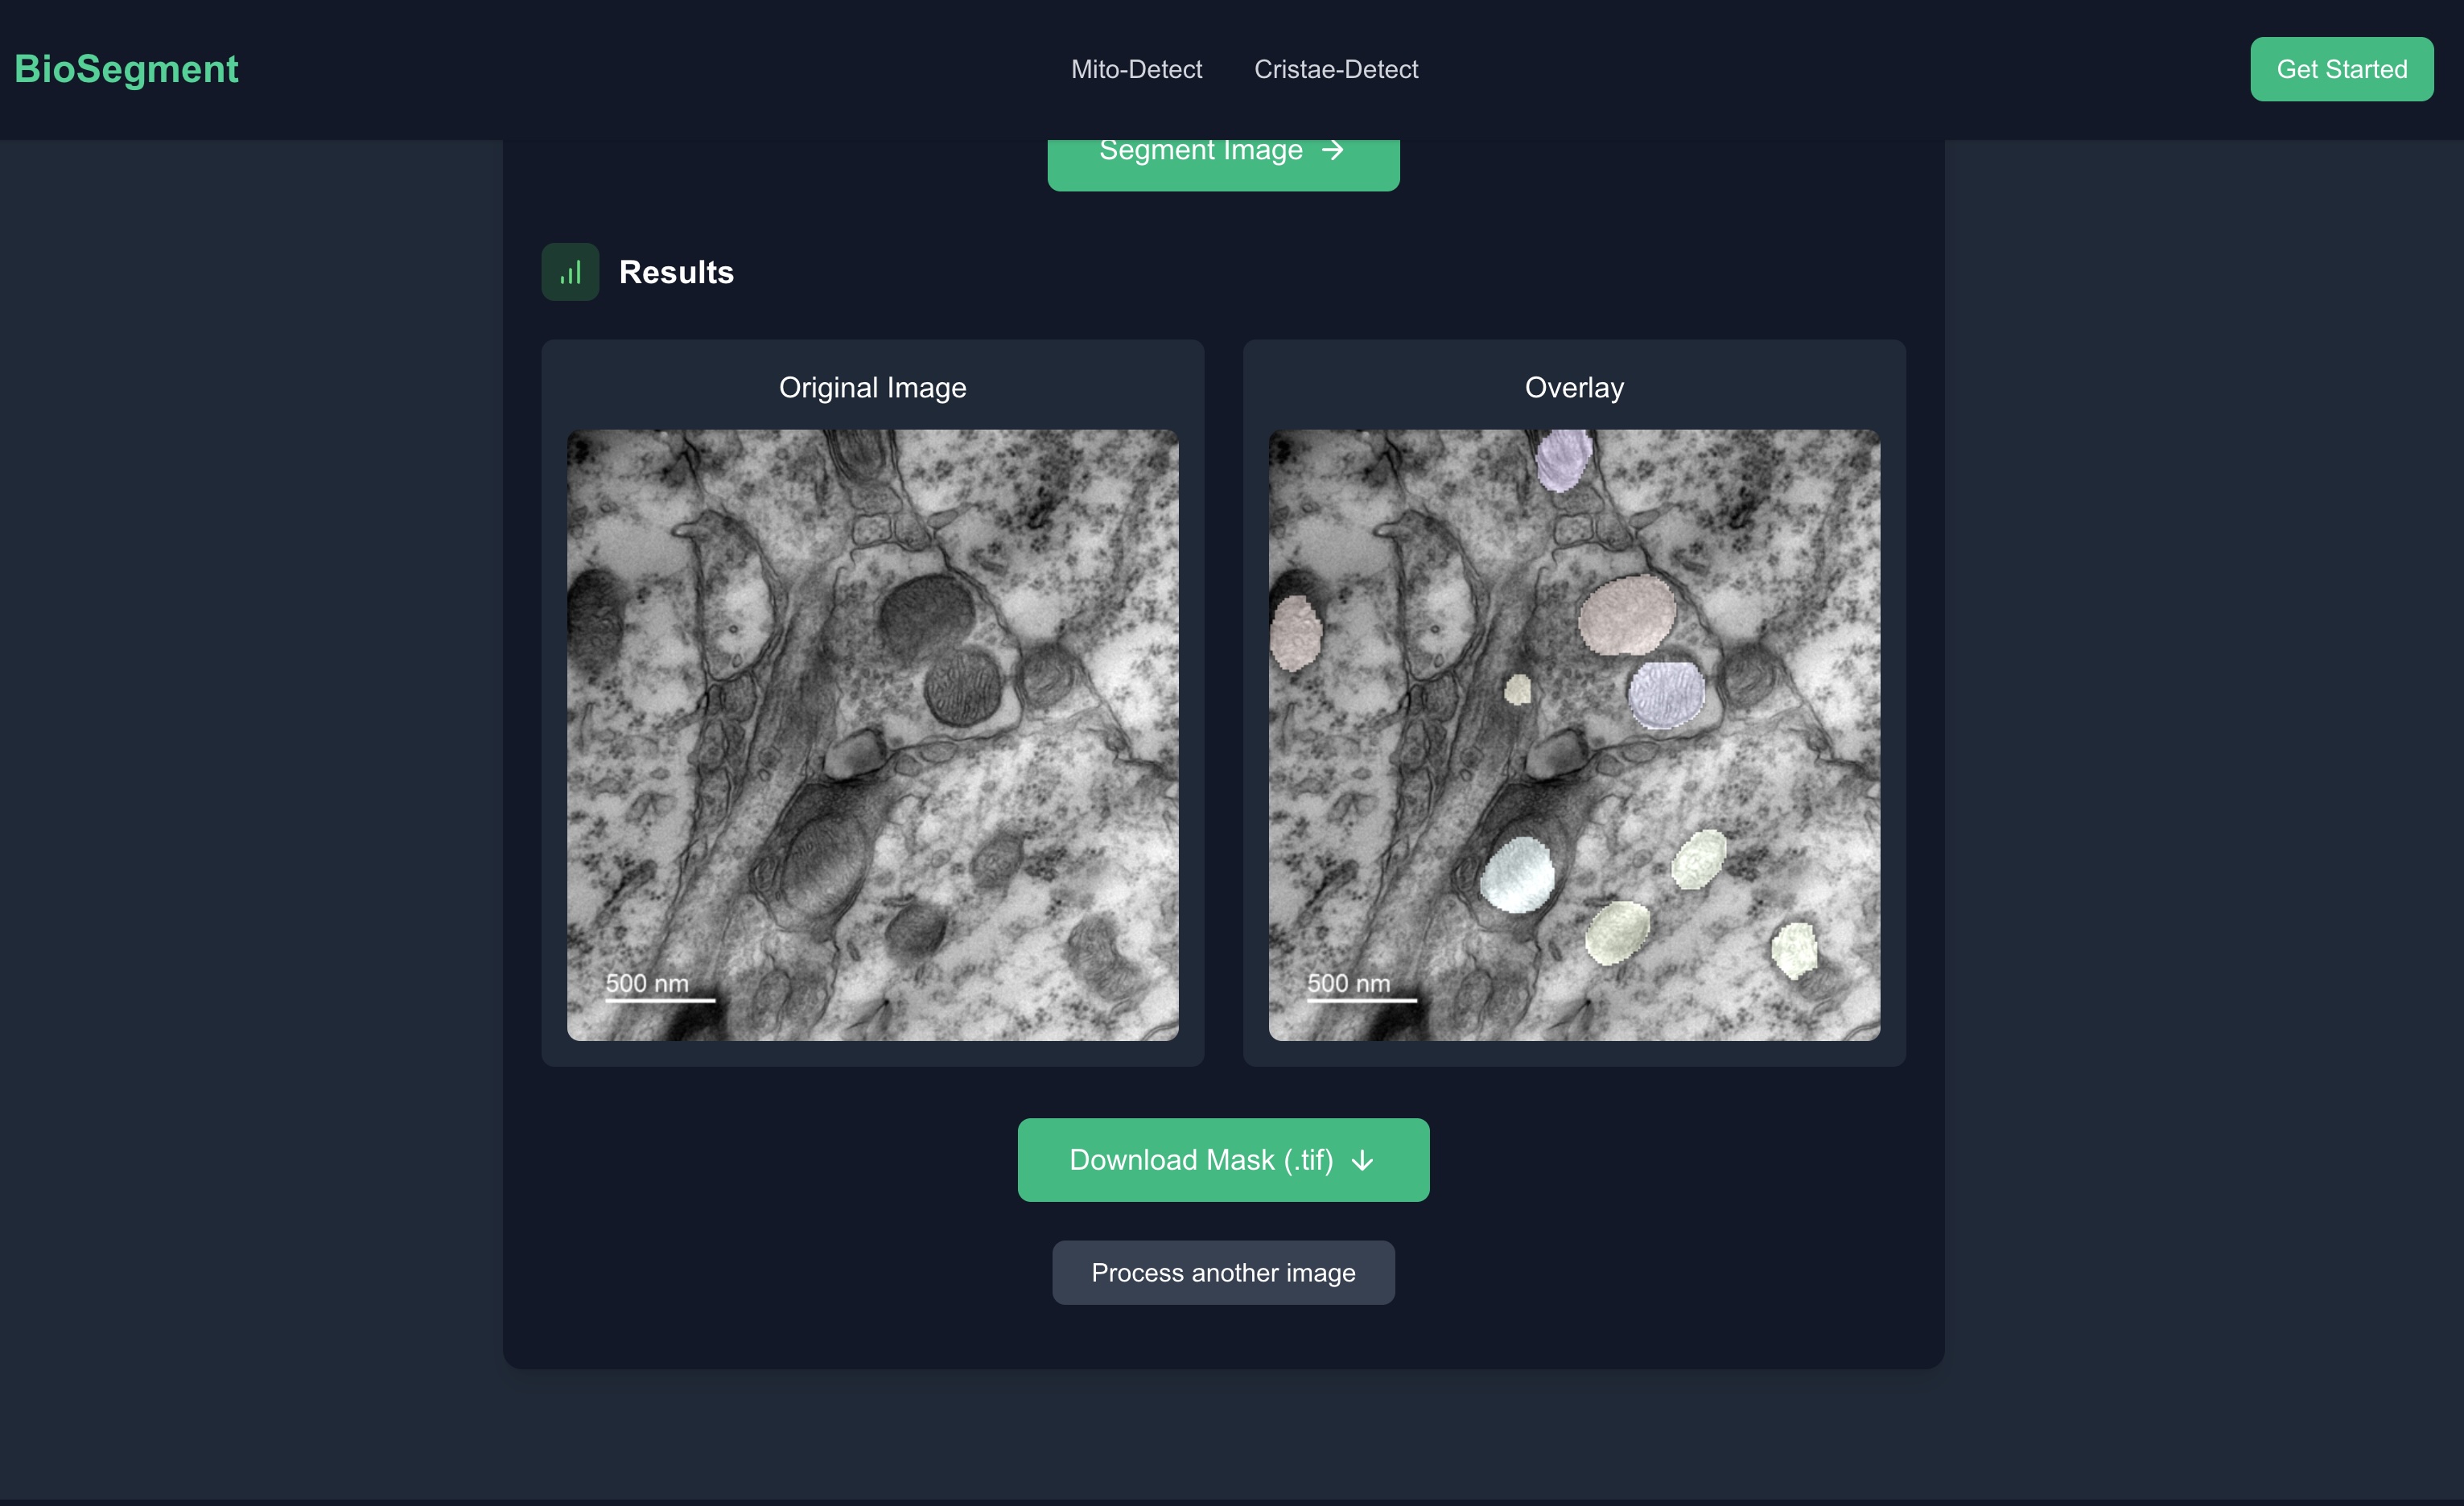 BioSegment
Mito-Detect
Cristae-Detect
Get Started
Segment Image
Results
Original Image
Overlay
500 nm
500 nm
Download Mask (.tif)
Process another image